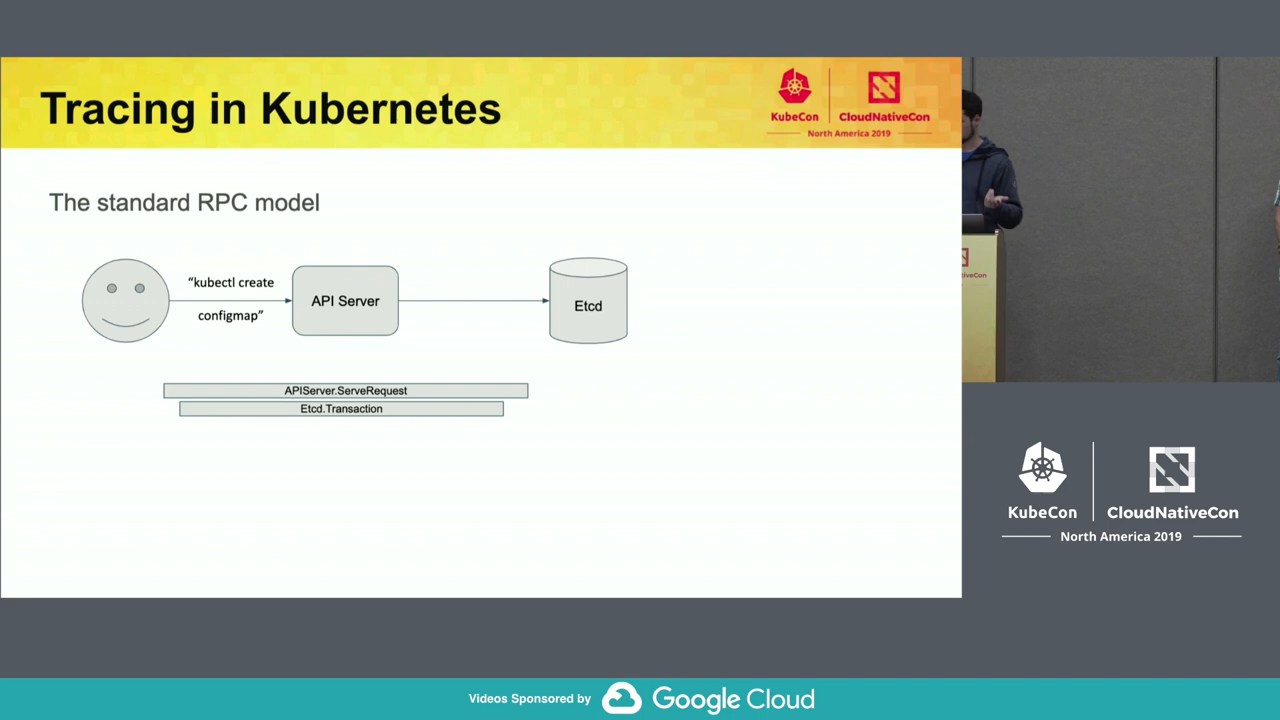 Tracing in Kubernetes
KubeCon
CloudNativeCon
North America 2019
The standard RPC model
“kubectl create
configmap”
API Server
Etcd
APIServer.ServeRequest
Etcd.Transaction
iveCon
KubeCon
CloudNativeCon
North America 2019
Videos Sponsored by
Google Cloud